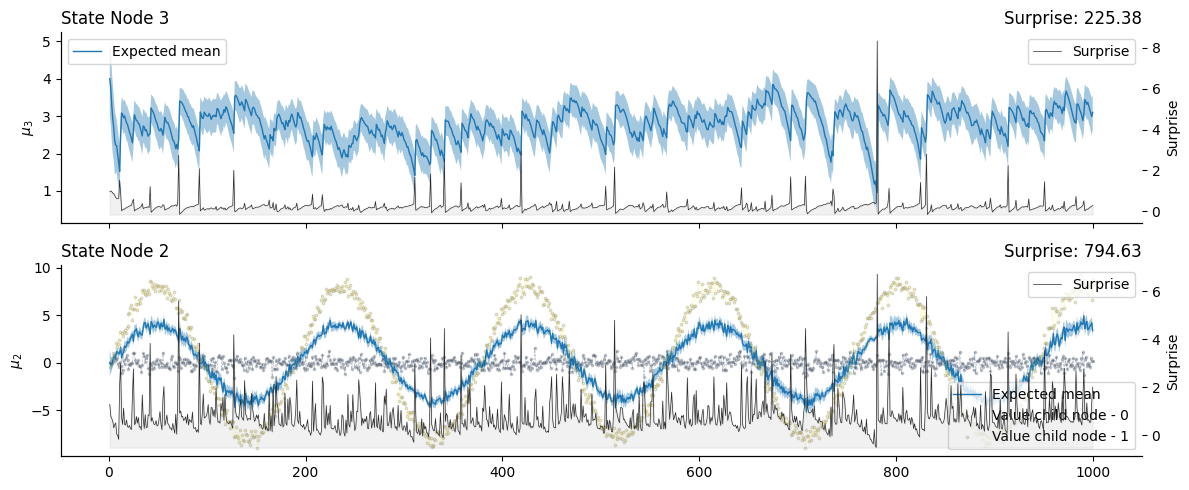 State Node 3
Surprise: 225.38
Expected mean
Surprise
5
4
3
2
1
μ3
8
6
4
2
0
Surprise
State Node 2
Surprise: 794.63
Surprise
10
5
0
−5
μ2
6
4
2
0
Surprise
Expected mean
Value child node - 0
Value child node - 1
0
200
400
600
800
1000